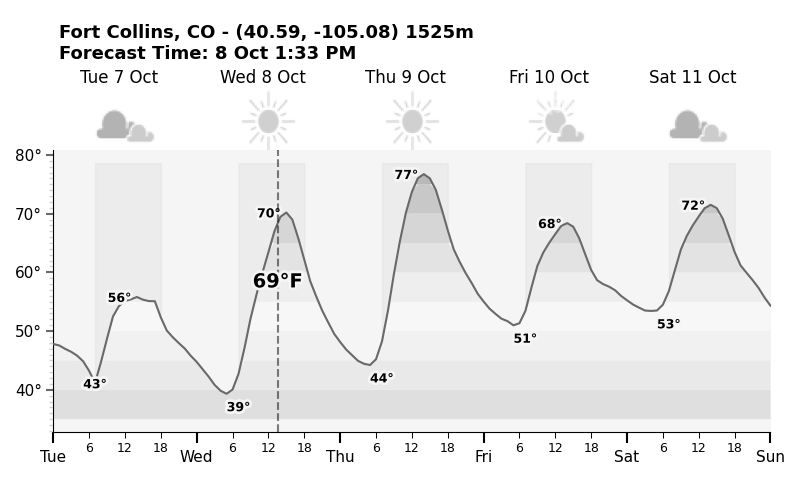 Fort Collins, CO - (40.59, -105.08) 1525m
Forecast Time: 8 Oct 1:33 PM
Tue 7 Oct Wed 8 Oct Thu 9 Oct Fri 10 Oct Sat 11 Oct
80°
77°
70° 70° 72°
68°
60°
69°F
56°
50° 51° 53°
43° 44°
40° 39°
6 12 18 6 12 18 6 12 18 6 12 18 6 12 18
Tue Wed Thu Fri Sat Sun